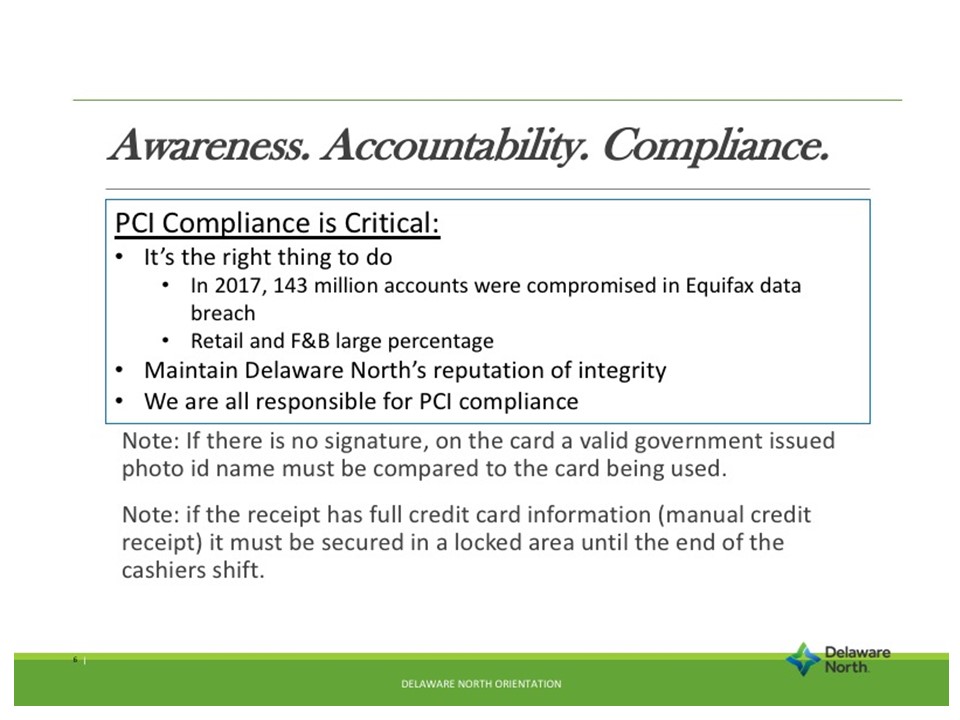 Awareness. Accountability. Compliance.
PCI Compliance is Critical:
• It’s the right thing to do
• In 2017, 143 million accounts were compromised in Equifax data
breach
• Retail and F&B large percentage
• Maintain Delaware North’s reputation of integrity
• We are all responsible for PCI compliance
Note: If there is no signature, on the card a valid government issued
photo id name must be compared to the card being used.
Note: if the receipt has full credit card information (manual credit
receipt) it must be secured in a locked area until the end of the
cashiers shift.
6 |
Delaware
North
DELAWARE NORTH ORIENTATION